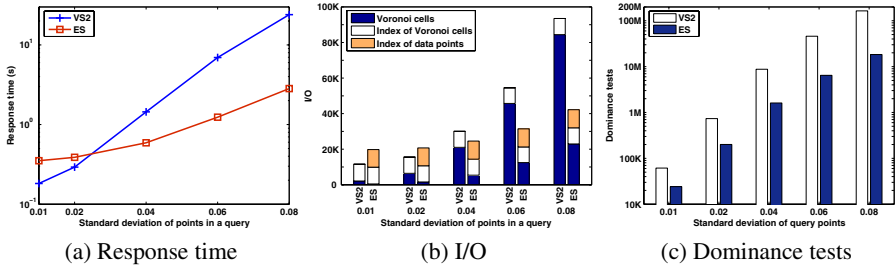 VS2
ES
Response time (s)
10^1
10^0
10^-1
0.01 0.02 0.04 0.06 0.08
Standard deviation of points in a query
(a) Response time
Voronoi cells
Index of Voronoi cells
Index of data points
I/O
100K
80K
60K
40K
20K
0
VS2 ES VS2 ES VS2 ES VS2 ES VS2 ES
0.01 0.02 0.04 0.06 0.08
Standard deviation of points in a query
(b) I/O
VS2
ES
Dominance tests
200M
100M
10M
1M
100K
10K
0.01 0.02 0.04 0.06 0.08
Standard deviation of query points
(c) Dominance tests